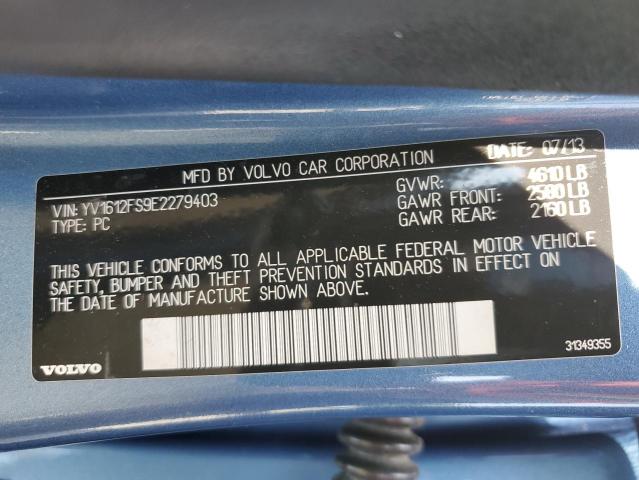 MFD BY VOLVO CAR CORPORATION DATE: 07/13
VIN: YV1612FS9E2279403 GVWR: 4610 LB
TYPE: PC GAWR FRONT: 2580 LB
GAWR REAR: 2160 LB
THIS VEHICLE CONFORMS TO ALL APPLICABLE FEDERAL MOTOR VEHICLE
SAFETY, BUMPER AND THEFT PREVENTION STANDARDS IN EFFECT ON
THE DATE OF MANUFACTURE SHOWN ABOVE.
31349355
VOLVO